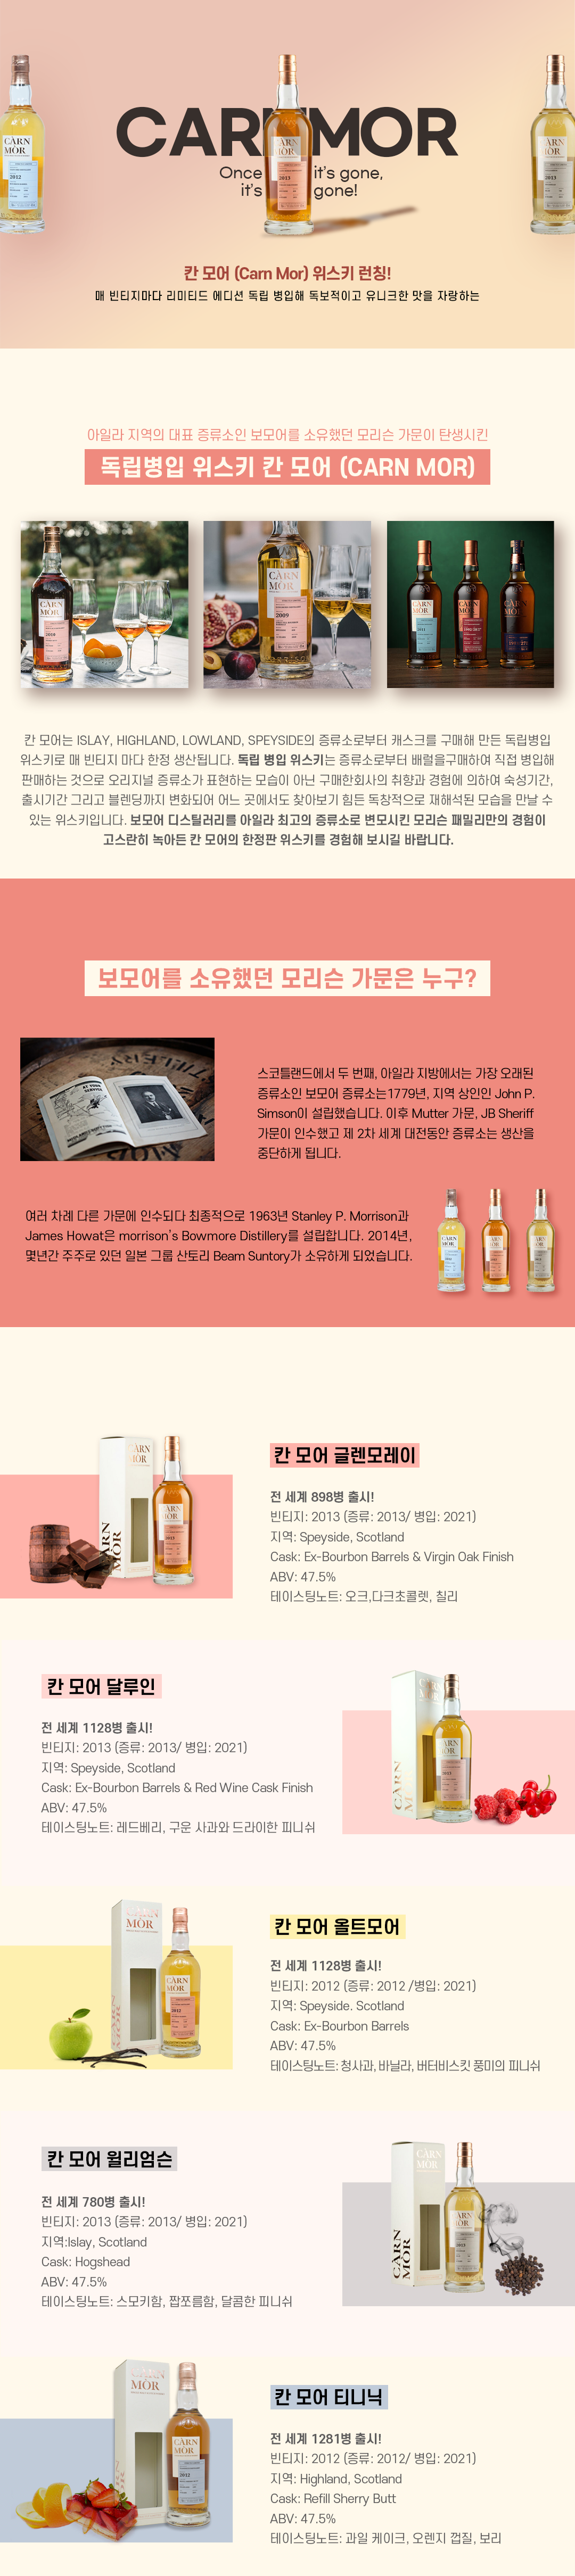 CARN MOR
Once it's gone,
it's gone!
칸 모어 (Carn Mor) 위스키 런칭!
매 빈티지마다 리미티드 에디션 독립 병입해 독보적이고 유니크한 맛을 자랑하는
아일라 지역의 대표 증류소인 보모어를 소유했던 모리슨 가문이 탄생시킨
독립병입 위스키 칸 모어 (CARN MOR)
칸 모어는 ISLAY, HIGHLAND, LOWLAND, SPEYSIDE의 증류소로부터 캐스크를 구매해 만든 독립병입
위스키로 매 빈티지 마다 한정 생산됩니다. 독립 병입 위스키는 증류소로부터 배럴을구매하여 직접 병입해
판매하는 것으로 오리지널 증류소가 표현하는 모습이 아닌 구매한회사의 취향과 경험에 의하여 숙성기간,
출시기간 그리고 블렌딩까지 변화되어 어느 곳에서도 찾아보기 힘든 독창적으로 재해석된 모습을 만날 수
있는 위스키입니다. 보모어 디스틸러리를 아일라 최고의 증류소로 변모시킨 모리슨 패밀리만의 경험이
고스란히 녹아든 칸 모어의 한정판 위스키를 경험해 보시길 바랍니다.
보모어를 소유했던 모리슨 가문은 누구?
스코틀랜드에서 두 번째, 아일라 지방에서는 가장 오래된
증류소인 보모어 증류소는1779년, 지역 상인인 John P.
Simson이 설립했습니다. 이후 Mutter 가문, JB Sheriff
가문이 인수했고 제 2차 세계 대전동안 증류소는 생산을
중단하게 됩니다.
여러 차례 다른 가문에 인수되다 최종적으로 1963년 Stanley P. Morrison과
James Howat은 morrison's Bowmore Distillery를 설립합니다. 2014년,
몇년간 주주로 있던 일본 그룹 산토리 Beam Suntory가 소유하게 되었습니다.
CÀRN
MÒR
칸 모어 글렌모레이
전 세계 898병 출시!
빈티지: 2013 (증류: 2013/ 병입: 2021)
지역: Speyside, Scotland
Cask: Ex-Bourbon Barrels & Virgin Oak Finish
ABV: 47.5%
테이스팅노트: 오크,다크초콜렛, 칠리
칸 모어 달루인
전 세계 1128병 출시!
빈티지: 2013 (증류: 2013/ 병입: 2021)
지역: Speyside, Scotland
Cask: Ex-Bourbon Barrels & Red Wine Cask Finish
ABV: 47.5%
테이스팅노트: 레드베리, 구운 사과와 드라이한 피니쉬
CÀRN
MÒR
칸 모어 올트모어
전 세계 1128병 출시!
빈티지: 2012 (증류: 2012 /병입: 2021)
지역: Speyside. Scotland
Cask: Ex-Bourbon Barrels
ABV: 47.5%
테이스팅노트: 청사과, 바닐라, 버터비스킷 풍미의 피니쉬
CÀRN
MÒR
칸 모어 윌리엄슨
전 세계 780병 출시!
빈티지: 2013 (증류: 2013/ 병입: 2021)
지역:Islay, Scotland
Cask: Hogshead
ABV: 47.5%
테이스팅노트: 스모키함, 짭쪼름함, 달콤한 피니쉬
CÀRN
MÒR
칸 모어 티니닉
전 세계 1281병 출시!
빈티지: 2012 (증류: 2012/ 병입: 2021)
지역: Highland, Scotland
Cask: Refill Sherry Butt
ABV: 47.5%
테이스팅노트: 과일 케이크, 오렌지 껍질, 보리
CÀRN
MÒR